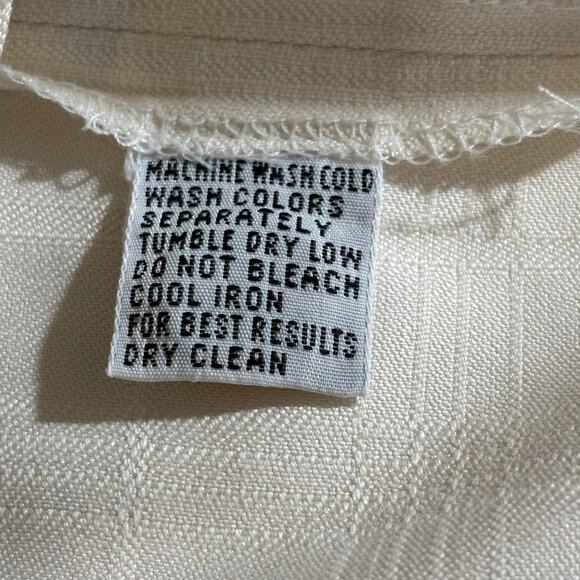 MACHINE WASH COLD
WASH COLORS
SEPARATELY
TUMBLE DRY LOW
DO NOT BLEACH
COOL IRON
FOR BEST RESULTS
DRY CLEAN